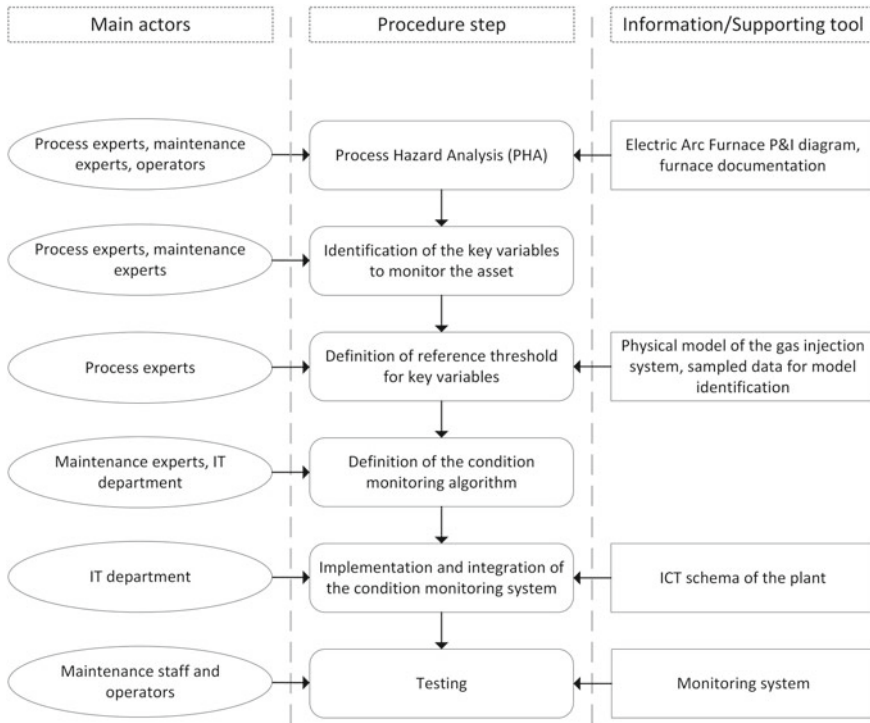 Main actors
Procedure step
Information/Supporting tool
Process experts, maintenance
experts, operators
Process Hazard Analysis (PHA)
Electric Arc Furnace P&I diagram,
furnace documentation
Process experts, maintenance
experts
Identification of the key variables
to monitor the asset
Process experts
Definition of reference threshold
for key variables
Physical model of the gas injection
system, sampled data for model
identification
Maintenance experts, IT
department
Definition of the condition
monitoring algorithm
IT department
Implementation and integration of
the condition monitoring system
ICT schema of the plant
Maintenance staff and
operators
Testing
Monitoring system